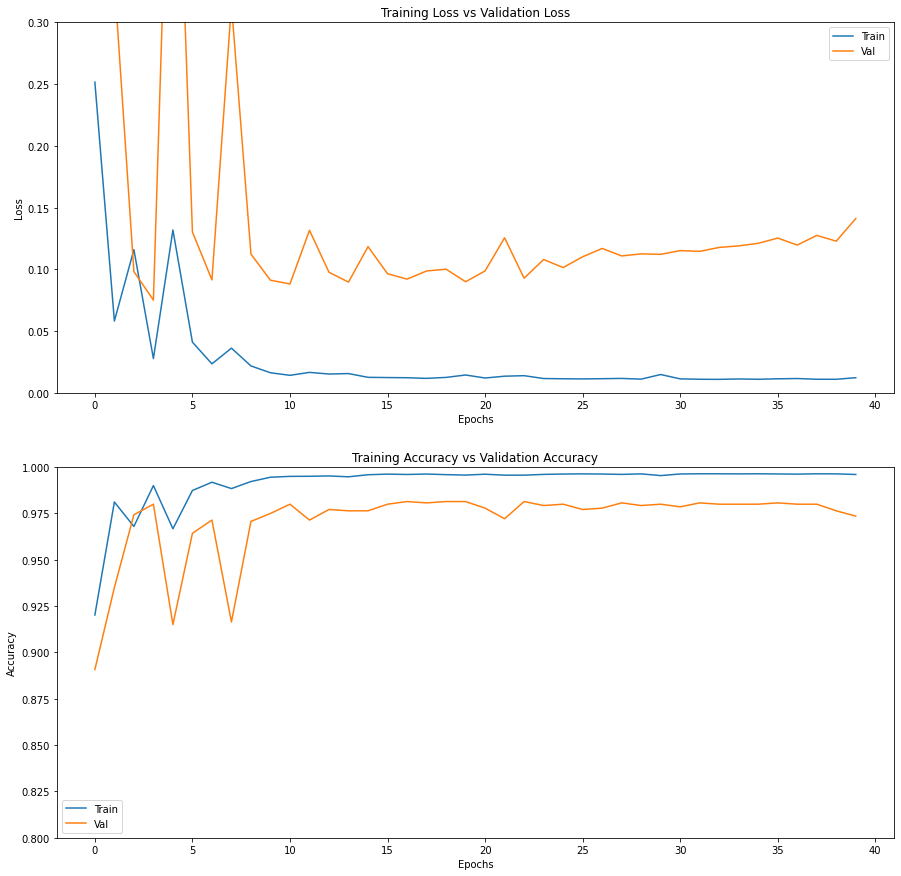 Training Loss vs Validation Loss
0.30
0.25
0.20
0.15
0.10
0.05
0.00
Loss
Train
Val
0 5 10 15 20 25 30 35 40
Epochs
Training Accuracy vs Validation Accuracy
1.000
0.975
0.950
0.925
0.900
0.875
0.850
0.825
0.800
Accuracy
Train
Val
0 5 10 15 20 25 30 35 40
Epochs